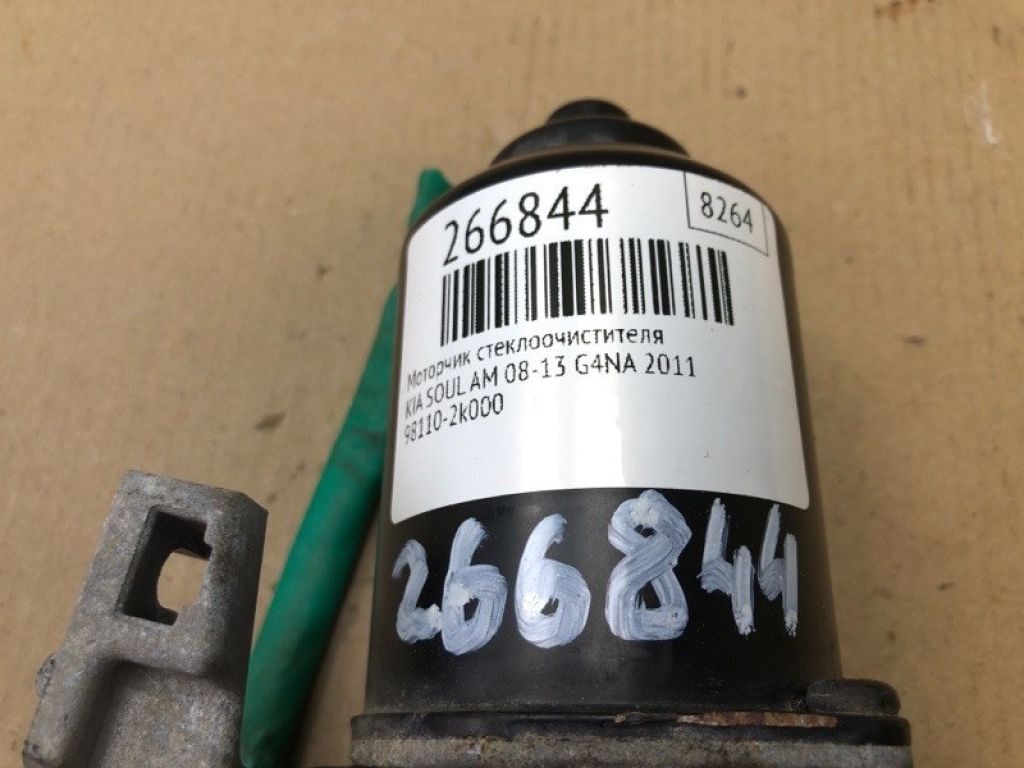 266844
8264
Моторчик стеклоочистителя
KIA SOUL AM 08-13 G4NA 2011
98110-2k000
266844